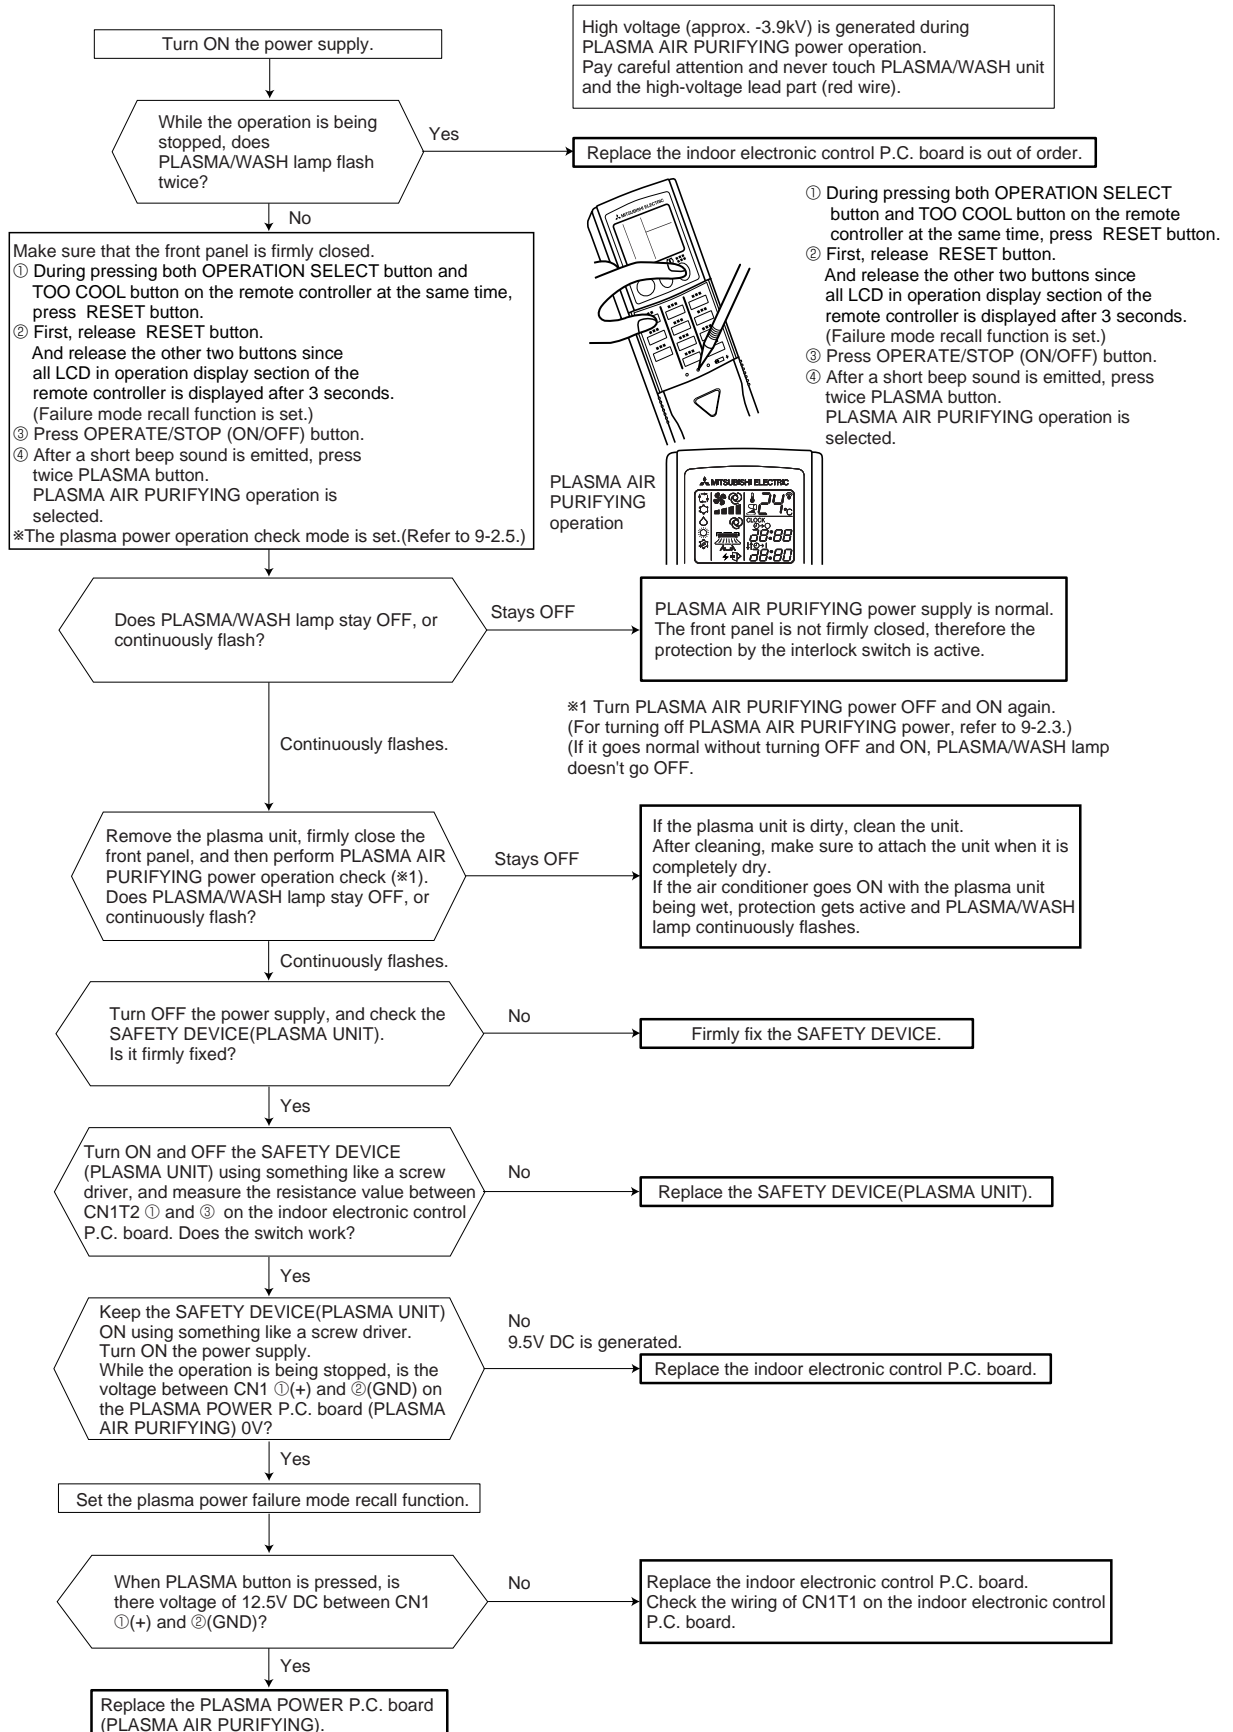 Turn ON the power supply.
High voltage (approx. -3.9kV) is generated during
PLASMA AIR PURIFYING power operation.
Pay careful attention and never touch PLASMA/WASH unit
and the high-voltage lead part (red wire).
While the operation is being
stopped, does
PLASMA/WASH lamp flash
twice?
Yes
Replace the indoor electronic control P.C. board is out of order.
No
Make sure that the front panel is firmly closed.
① During pressing both OPERATION SELECT button and
TOO COOL button on the remote controller at the same time,
press RESET button.
② First, release RESET button.
And release the other two buttons since
all LCD in operation display section of the
remote controller is displayed after 3 seconds.
(Failure mode recall function is set.)
③ Press OPERATE/STOP (ON/OFF) button.
④ After a short beep sound is emitted, press
twice PLASMA button.
PLASMA AIR PURIFYING operation is
selected.
※The plasma power operation check mode is set.(Refer to 9-2.5.)
MITSUBISHI ELECTRIC
① During pressing both OPERATION SELECT
button and TOO COOL button on the remote
controller at the same time, press RESET button.
② First, release RESET button.
And release the other two buttons since
all LCD in operation display section of the
remote controller is displayed after 3 seconds.
(Failure mode recall function is set.)
③ Press OPERATE/STOP (ON/OFF) button.
④ After a short beep sound is emitted, press
twice PLASMA button.
PLASMA AIR PURIFYING operation is
selected.
PLASMA AIR
PURIFYING
operation
MITSUBISHI ELECTRIC
CLOCK
88:88
88:80
Does PLASMA/WASH lamp stay OFF, or
continuously flash?
Stays OFF
PLASMA AIR PURIFYING power supply is normal.
The front panel is not firmly closed, therefore the
protection by the interlock switch is active.
※1 Turn PLASMA AIR PURIFYING power OFF and ON again.
(For turning off PLASMA AIR PURIFYING power, refer to 9-2.3.)
(If it goes normal without turning OFF and ON, PLASMA/WASH lamp
doesn't go OFF.
Continuously flashes.
Remove the plasma unit, firmly close the
front panel, and then perform PLASMA AIR
PURIFYING power operation check (※1).
Does PLASMA/WASH lamp stay OFF, or
continuously flash?
Stays OFF
If the plasma unit is dirty, clean the unit.
After cleaning, make sure to attach the unit when it is
completely dry.
If the air conditioner goes ON with the plasma unit
being wet, protection gets active and PLASMA/WASH
lamp continuously flashes.
Continuously flashes.
Turn OFF the power supply, and check the
SAFETY DEVICE(PLASMA UNIT).
Is it firmly fixed?
No
Firmly fix the SAFETY DEVICE.
Yes
Turn ON and OFF the SAFETY DEVICE
(PLASMA UNIT) using something like a screw
driver, and measure the resistance value between
CN1T2 ① and ③ on the indoor electronic control
P.C. board. Does the switch work?
No
Replace the SAFETY DEVICE(PLASMA UNIT).
Yes
Keep the SAFETY DEVICE(PLASMA UNIT)
ON using something like a screw driver.
Turn ON the power supply.
While the operation is being stopped, is the
voltage between CN1 ①(+) and ②(GND) on
the PLASMA POWER P.C. board (PLASMA
AIR PURIFYING) 0V?
No
9.5V DC is generated.
Replace the indoor electronic control P.C. board.
Yes
Set the plasma power failure mode recall function.
When PLASMA button is pressed, is
there voltage of 12.5V DC between CN1
①(+) and ②(GND)?
No
Replace the indoor electronic control P.C. board.
Check the wiring of CN1T1 on the indoor electronic control
P.C. board.
Yes
Replace the PLASMA POWER P.C. board
(PLASMA AIR PURIFYING).